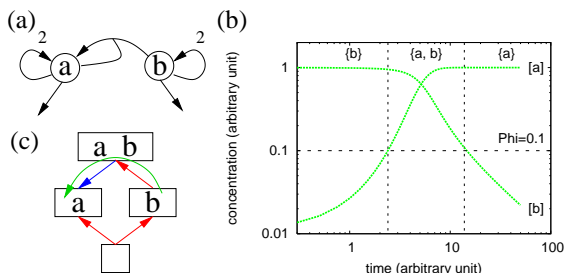 (a)
2
a
b
2
(b)
{b}
{a, b}
{a}
1
[a]
Phi=0.1
0.1
[b]
0.01
1
10
100
concentration (arbitrary unit)
time (arbitrary unit)
(c)
a b
a
b